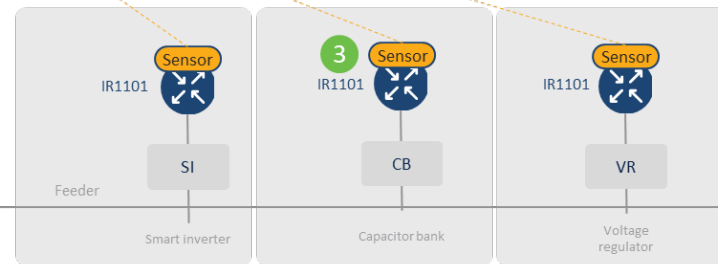 Sensor
IR1101
SI
Feeder
Smart inverter
3
Sensor
IR1101
CB
Capacitor bank
Sensor
IR1101
VR
Voltage
regulator